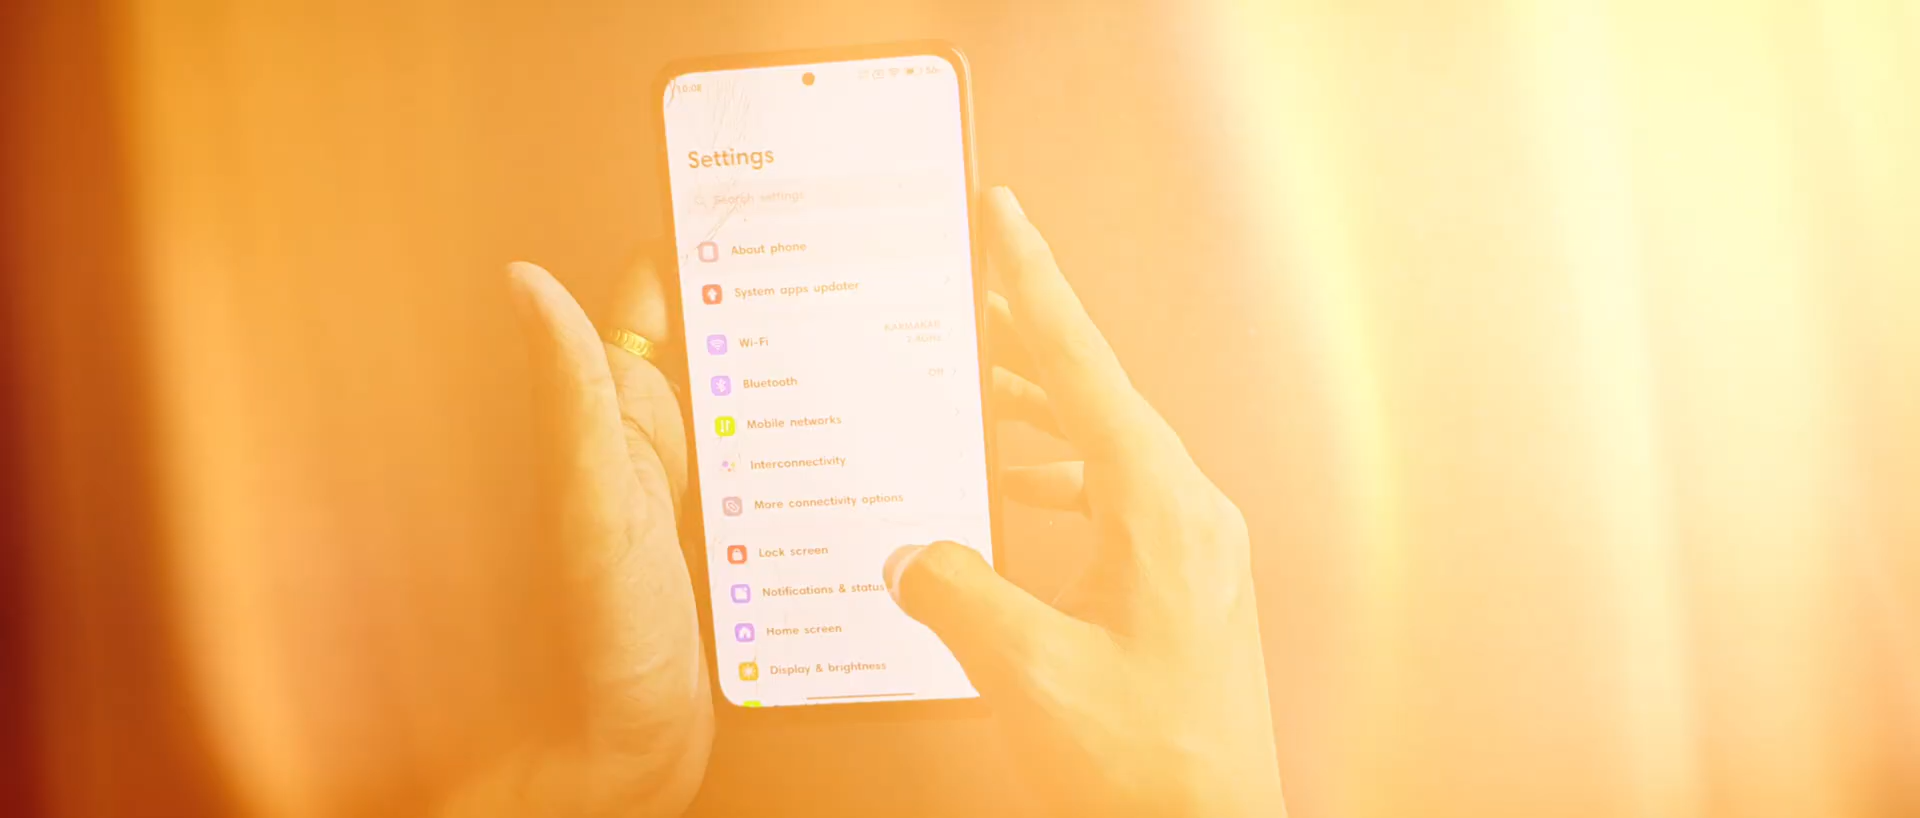 Settings
Search settings
About phone
System apps updater
Wi-Fi
KARMAKAR
Bluetooth
Off
Mobile networks
Interconnectivity
More connectivity options
Lock screen
Notifications & status
Home screen
Display & brightness